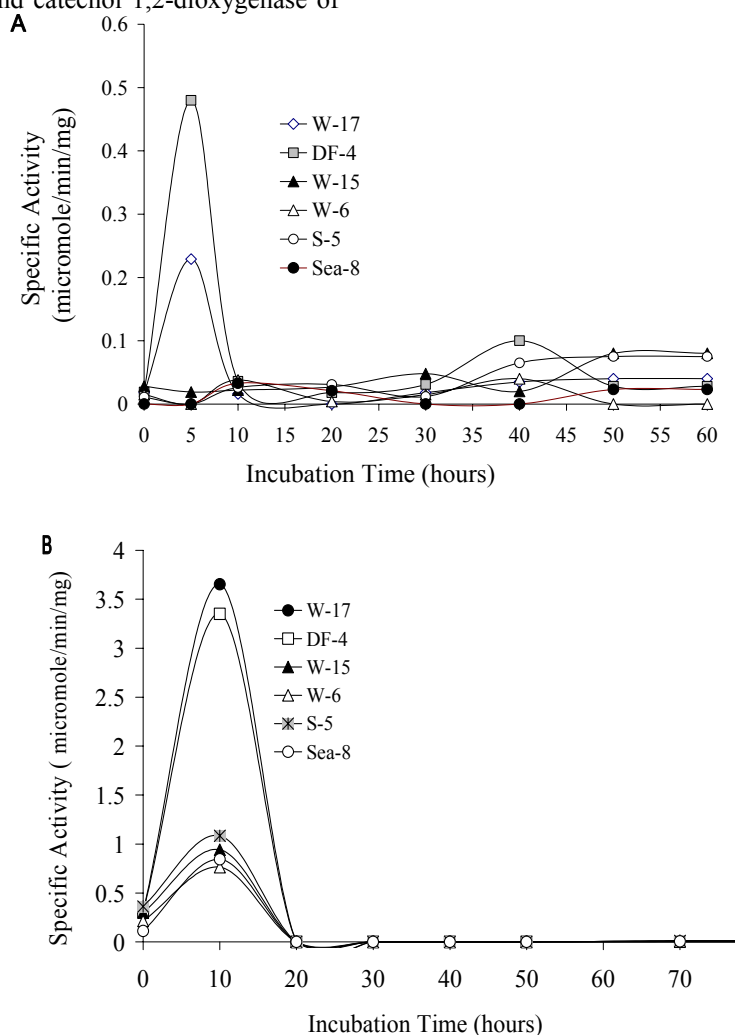 nd catechol 1,2-dioxygenase of
A
0.6
0.5
0.4
0.3
0.2
0.1
0
Specific Activity
(micromole/min/mg)
W-17
DF-4
W-15
W-6
S-5
Sea-8
0 5 10 15 20 25 30 35 40 45 50 55 60
Incubation Time (hours)
B
4
3.5
3
2.5
2
1.5
1
0.5
0
Specific Activity ( micromole/min/mg)
W-17
DF-4
W-15
W-6
S-5
Sea-8
0 10 20 30 40 50 60 70
Incubation Time (hours)